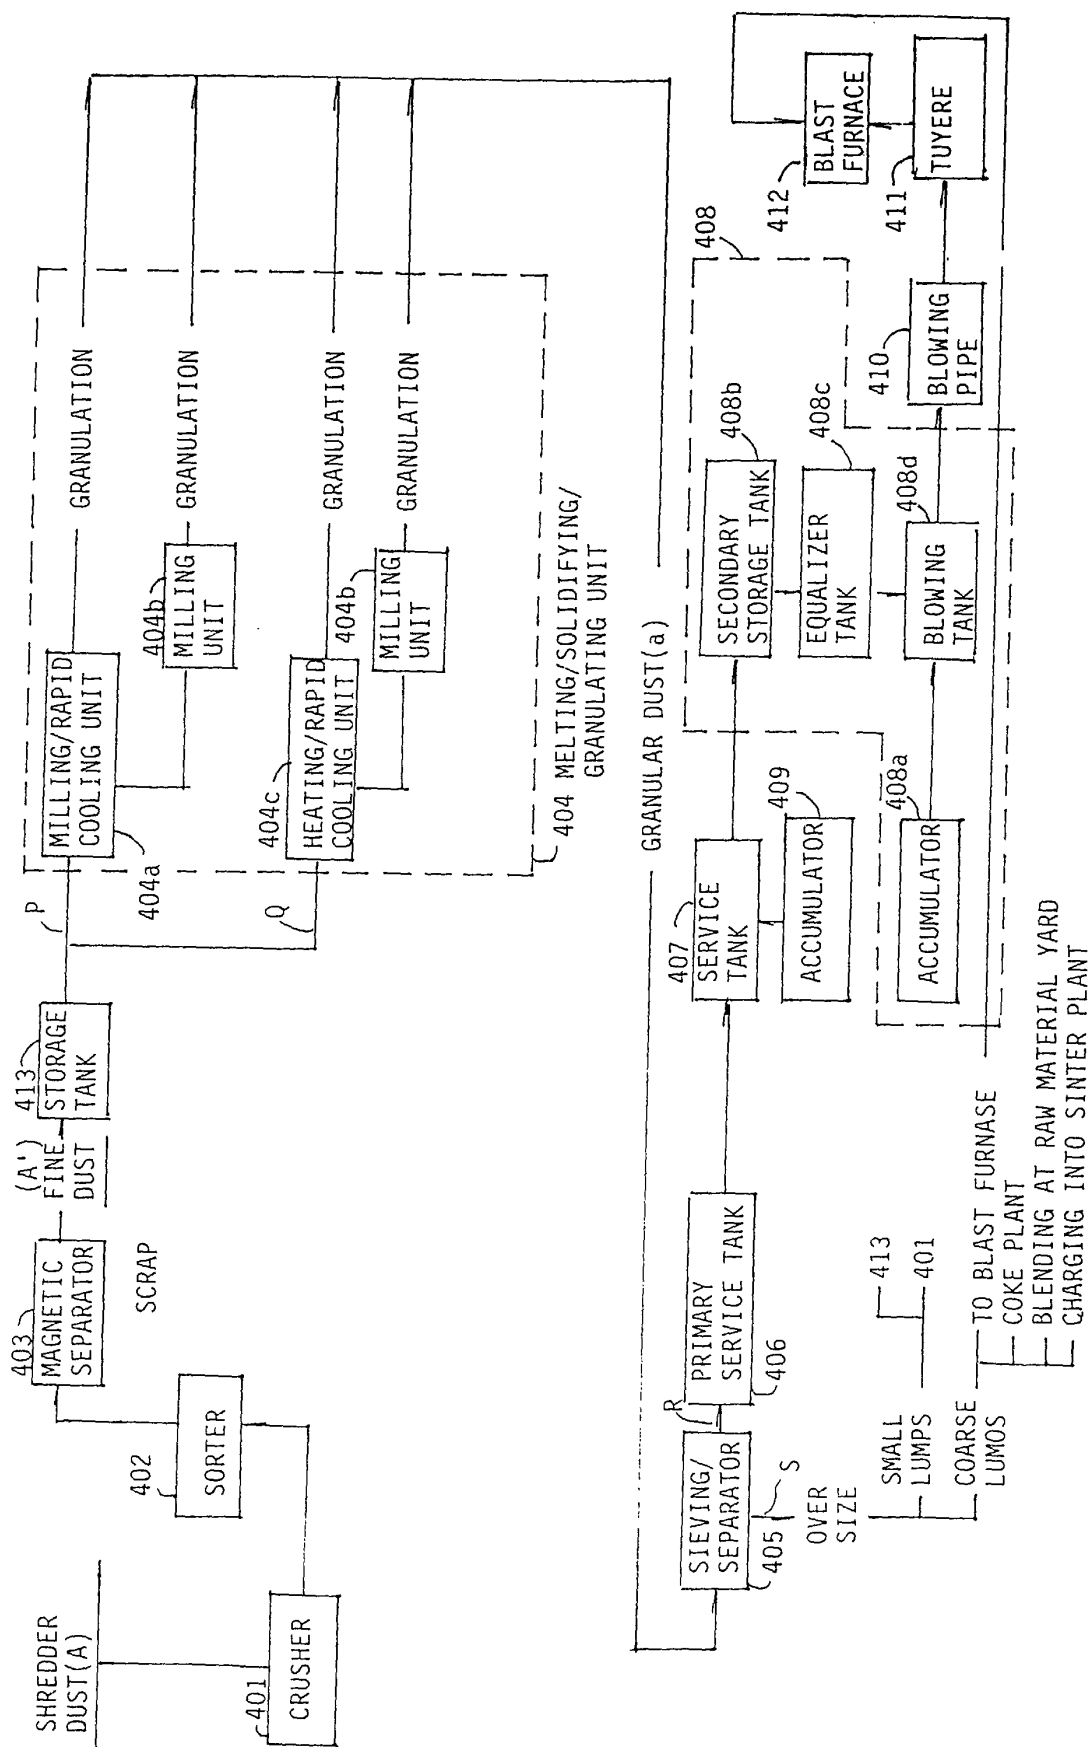 SHREDDER
DUST(A)
401
CRUSHER
402
SORTER
403
MAGNETIC
SEPARATOR
SCRAP
(A')
FINE
DUST
413
STORAGE
TANK
P
Q
404a
MILLING/RAPID
COOLING UNIT
GRANULATION
404b
MILLING
UNIT
GRANULATION
404c
HEATING/RAPID
COOLING UNIT
GRANULATION
404b
MILLING
UNIT
GRANULATION
404 MELTING/SOLIDIFYING/
GRANULATING UNIT
GRANULAR DUST(a)
SIEVING/
SEPARATOR
405
R
S
OVER
SIZE
SMALL
LUMPS
413
401
COARSE
LUMOS
TO BLAST FURNASE
COKE PLANT
BLENDING AT RAW MATERIAL YARD
CHARGING INTO SINTER PLANT
PRIMARY
SERVICE TANK
406
407
SERVICE
TANK
409
ACCUMULATOR
408a
ACCUMULATOR
408
408b
SECONDARY
STORAGE TANK
408c
EQUALIZER
TANK
408d
BLOWING
TANK
410
BLOWING
PIPE
411
TUYERE
412
BLAST
FURNACE